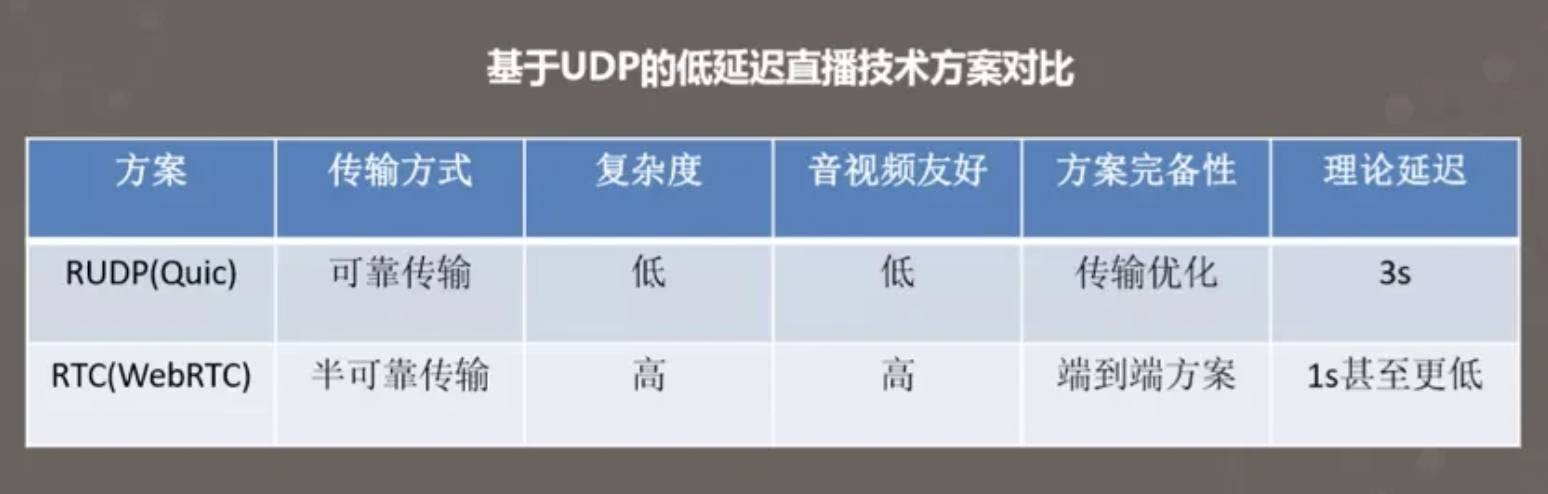 基于UDP的低延迟直播技术方案对比
方案 传输方式 复杂度 音视频友好 方案完备性 理论延迟
RUDP(Quic) 可靠传输 低 低 传输优化 3s
RTC(WebRTC) 半可靠传输 高 高 端到端方案 1s甚至更低